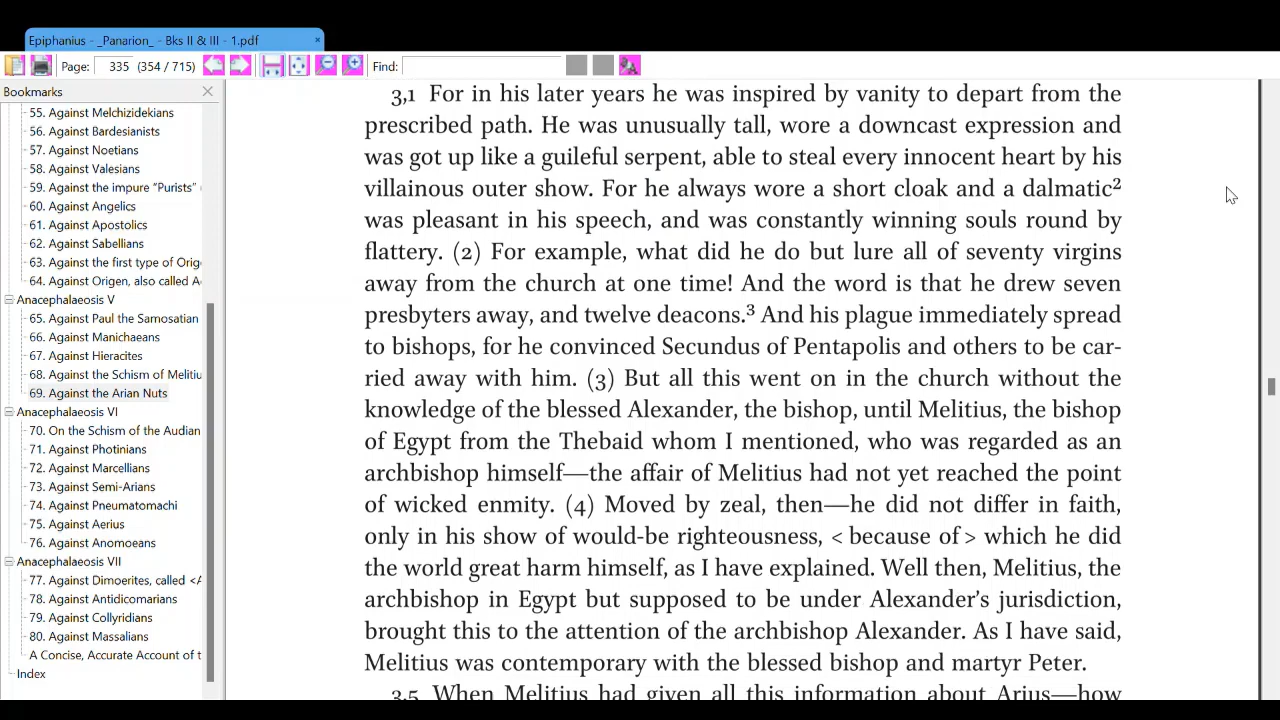 Epiphanius - _Panarion_ - Bks II & III - 1.pdf ×
Page: 335 (354 / 715) Find:
Bookmarks
55. Against Melchizidekians
56. Against Bardesianists
57. Against Noetians
58. Against Valesians
59. Against the impure “Purists”
60. Against Angelics
61. Against Apostolics
62. Against Sabellians
63. Against the first type of Orig
64. Against Origen, also called A
Anacephalaeosis V
65. Against Paul the Samosatian
66. Against Manichaeans
67. Against Hieracites
68. Against the Schism of Melitiu
69. Against the Arian Nuts
Anacephalaeosis VI
70. On the Schism of the Audian
71. Against Photinians
72. Against Marcellians
73. Against Semi-Arians
74. Against Pneumatomachi
75. Against Aerius
76. Against Anomoeans
Anacephalaeosis VII
77. Against Dimoerites, called <A
78. Against Antidicomarians
79. Against Collyridians
80. Against Massalians
A Concise, Accurate Account of t
Index
3,1 For in his later years he was inspired by vanity to depart from the
prescribed path. He was unusually tall, wore a downcast expression and
was got up like a guileful serpent, able to steal every innocent heart by his
villainous outer show. For he always wore a short cloak and a dalmatic²
was pleasant in his speech, and was constantly winning souls round by
flattery. (2) For example, what did he do but lure all of seventy virgins
away from the church at one time! And the word is that he drew seven
presbyters away, and twelve deacons.³ And his plague immediately spread
to bishops, for he convinced Secundus of Pentapolis and others to be car-
ried away with him. (3) But all this went on in the church without the
knowledge of the blessed Alexander, the bishop, until Melitius, the bishop
of Egypt from the Thebaid whom I mentioned, who was regarded as an
archbishop himself—the affair of Melitius had not yet reached the point
of wicked enmity. (4) Moved by zeal, then—he did not differ in faith,
only in his show of would-be righteousness, < because of > which he did
the world great harm himself, as I have explained. Well then, Melitius, the
archbishop in Egypt but supposed to be under Alexander’s jurisdiction,
brought this to the attention of the archbishop Alexander. As I have said,
Melitius was contemporary with the blessed bishop and martyr Peter.
3,5 When Melitius had given all this information about Arius—how